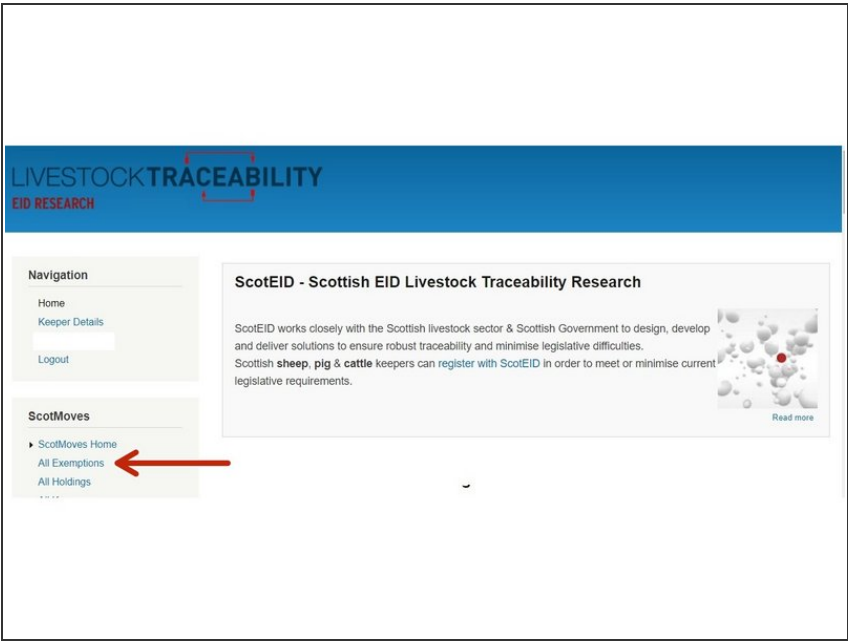 LIVESTOCKTRACEABILITY
EID RESEARCH
Navigation
Home
Keeper Details
Logout
ScotMoves
ScotMoves Home
All Exemptions
All Holdings
ScotEID - Scottish EID Livestock Traceability Research
ScotEID works closely with the Scottish livestock sector & Scottish Government to design, develop
and deliver solutions to ensure robust traceability and minimise legislative difficulties.
Scottish sheep, pig & cattle keepers can register with ScotEID in order to meet or minimise current
legislative requirements.
Read more